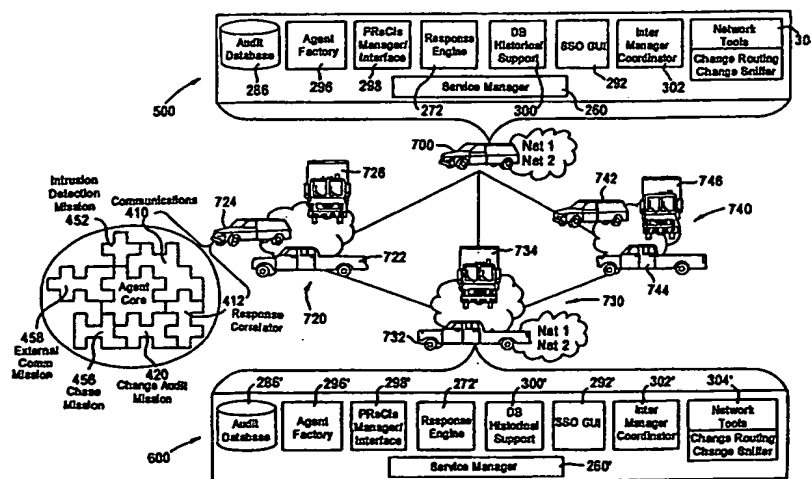 Audit
Database
286
Agent
Factory
296
PRsCIs
Manager/
Interface
298
Response
Engine
272
DB
Historical
Support
300
SSO GUI
292
Inter
Manager
Coordinator
302
Network
Tools
Change Routing
Change Sniffer
30
Service Manager
260
500
700
Net 1
Net 2
Intrusion
Detection
Mission
452
Communications
410
724
726
722
720
742
746
740
744
734
730
732
Net 1
Net 2
Agent
Core
412
Response
Correlator
458
External
Comm
Mission
456
Chase
Mission
420
Change Audit
Mission
286'
296'
298'
272'
300'
292'
302'
304'
Audit
Database
Agent
Factory
PRsCIs
Manager/
Interface
Response
Engine
DB
Historical
Support
SSO GUI
Inter
Manager
Coordinator
Network
Tools
Change Routing
Change Sniffer
Service Manager
260'
600